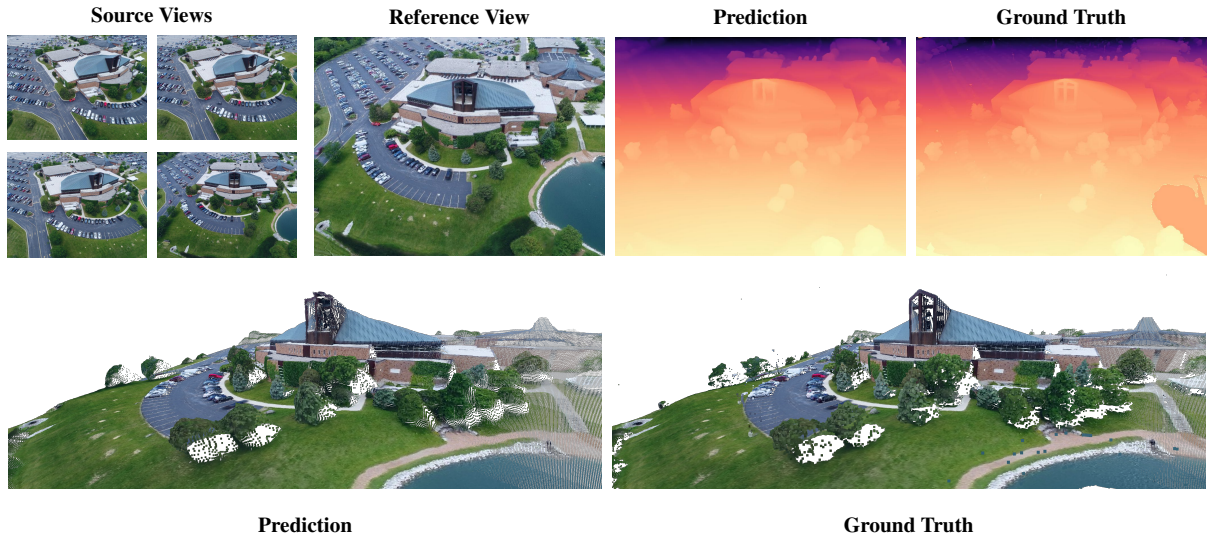 Source Views
Reference View
Prediction
Ground Truth
Prediction
Ground Truth